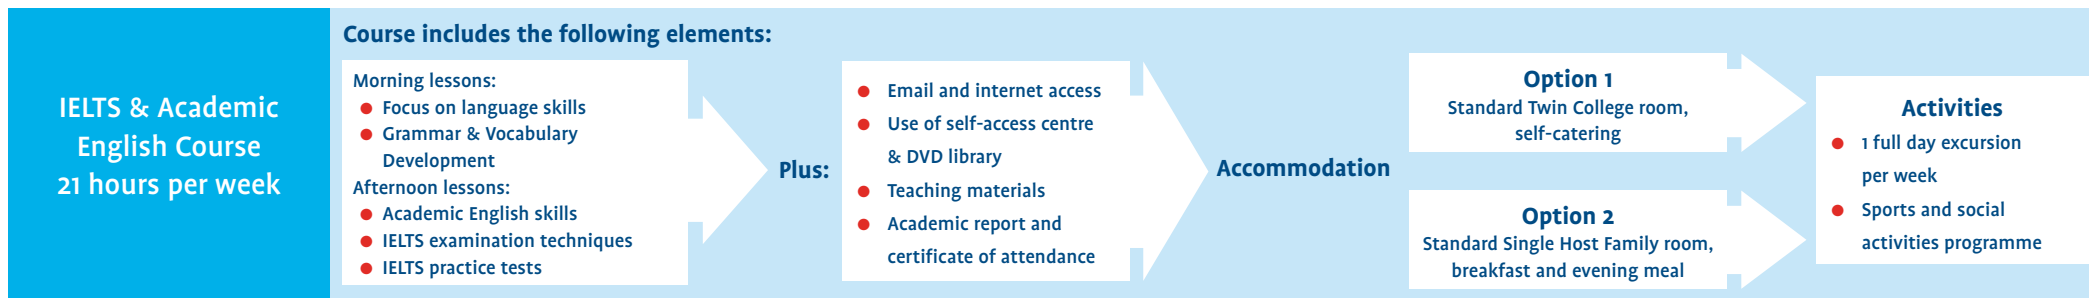 IELTS & Academic
English Course
21 hours per week
Course includes the following elements:
Morning lessons:
● Focus on language skills
● Grammar & Vocabulary
Development
Afternoon lessons:
● Academic English skills
● IELTS examination techniques
● IELTS practice tests
Plus:
● Email and internet access
● Use of self-access centre
& DVD library
● Teaching materials
● Academic report and
certificate of attendance
Accommodation
Option 1
Standard Twin College room,
self-catering
Option 2
Standard Single Host Family room,
breakfast and evening meal
Activities
● 1 full day excursion
per week
● Sports and social
activities programme